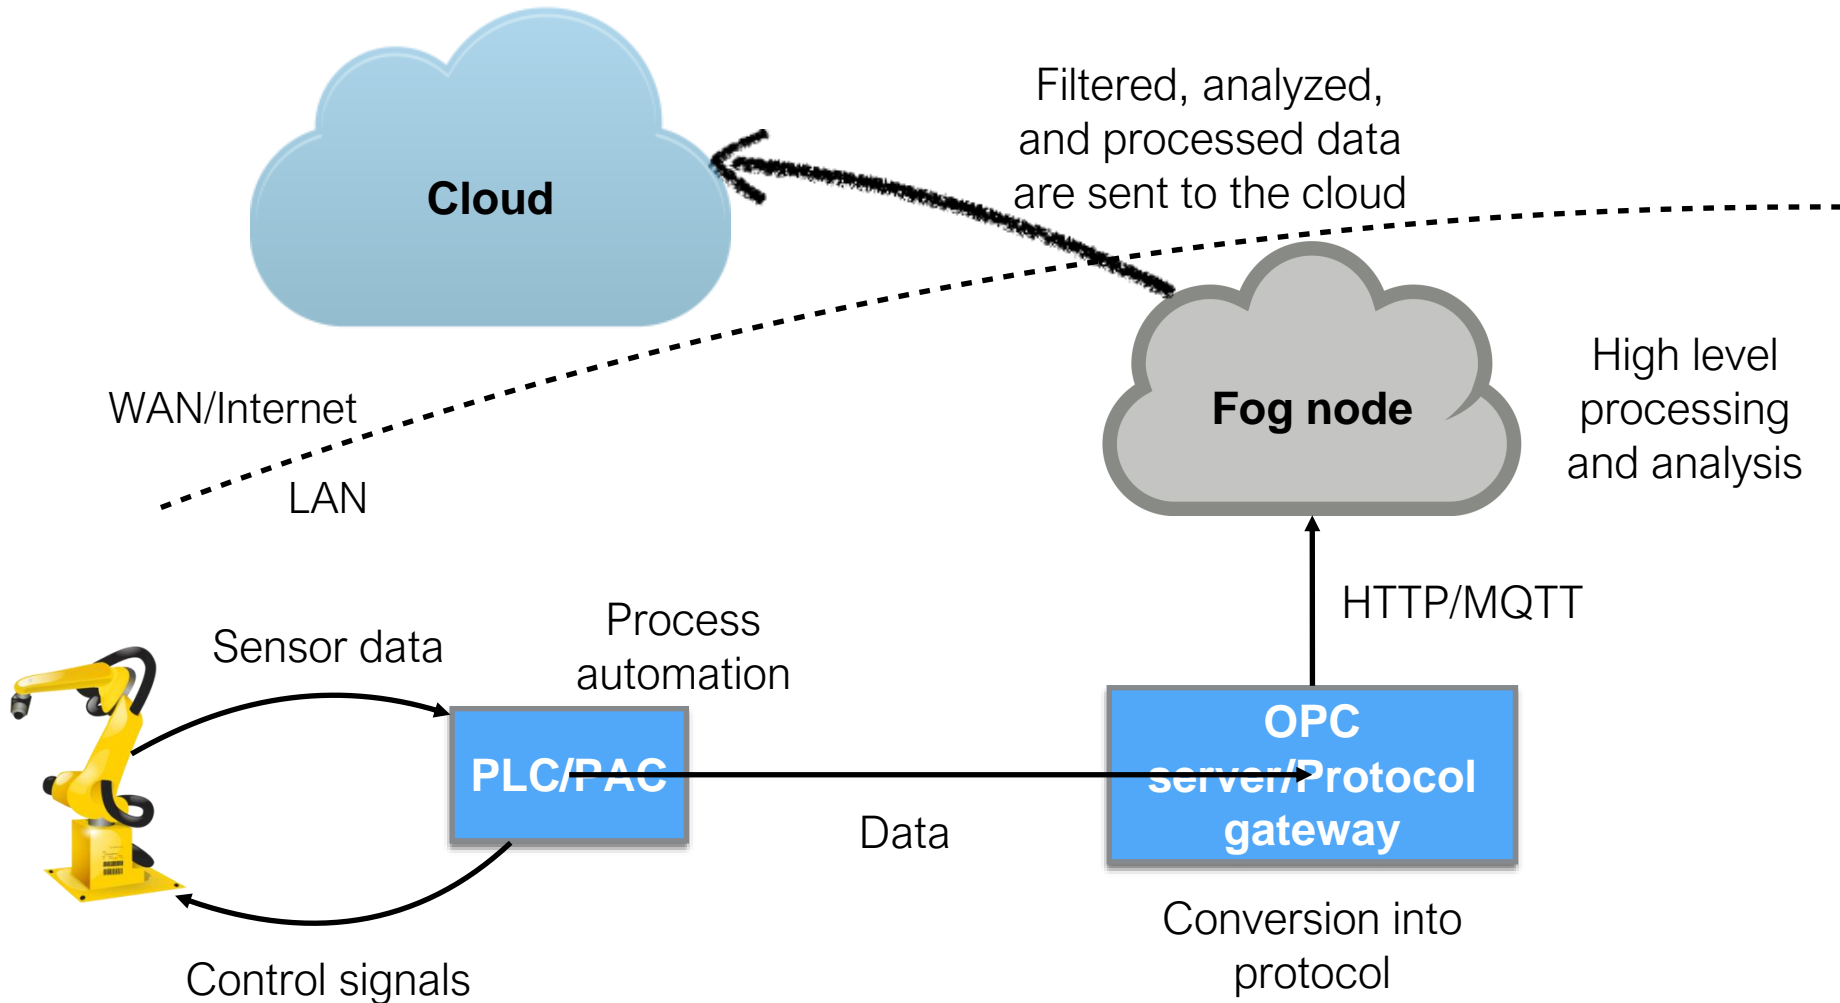 Filtered, analyzed,
and processed data
are sent to the cloud
Cloud
WAN/Internet
LAN
Fog node
High level
processing
and analysis
HTTP/MQTT
Sensor data
Process
automation
PLC/PAC
Data
OPC
server/Protocol
gateway
Conversion into
protocol
Control signals